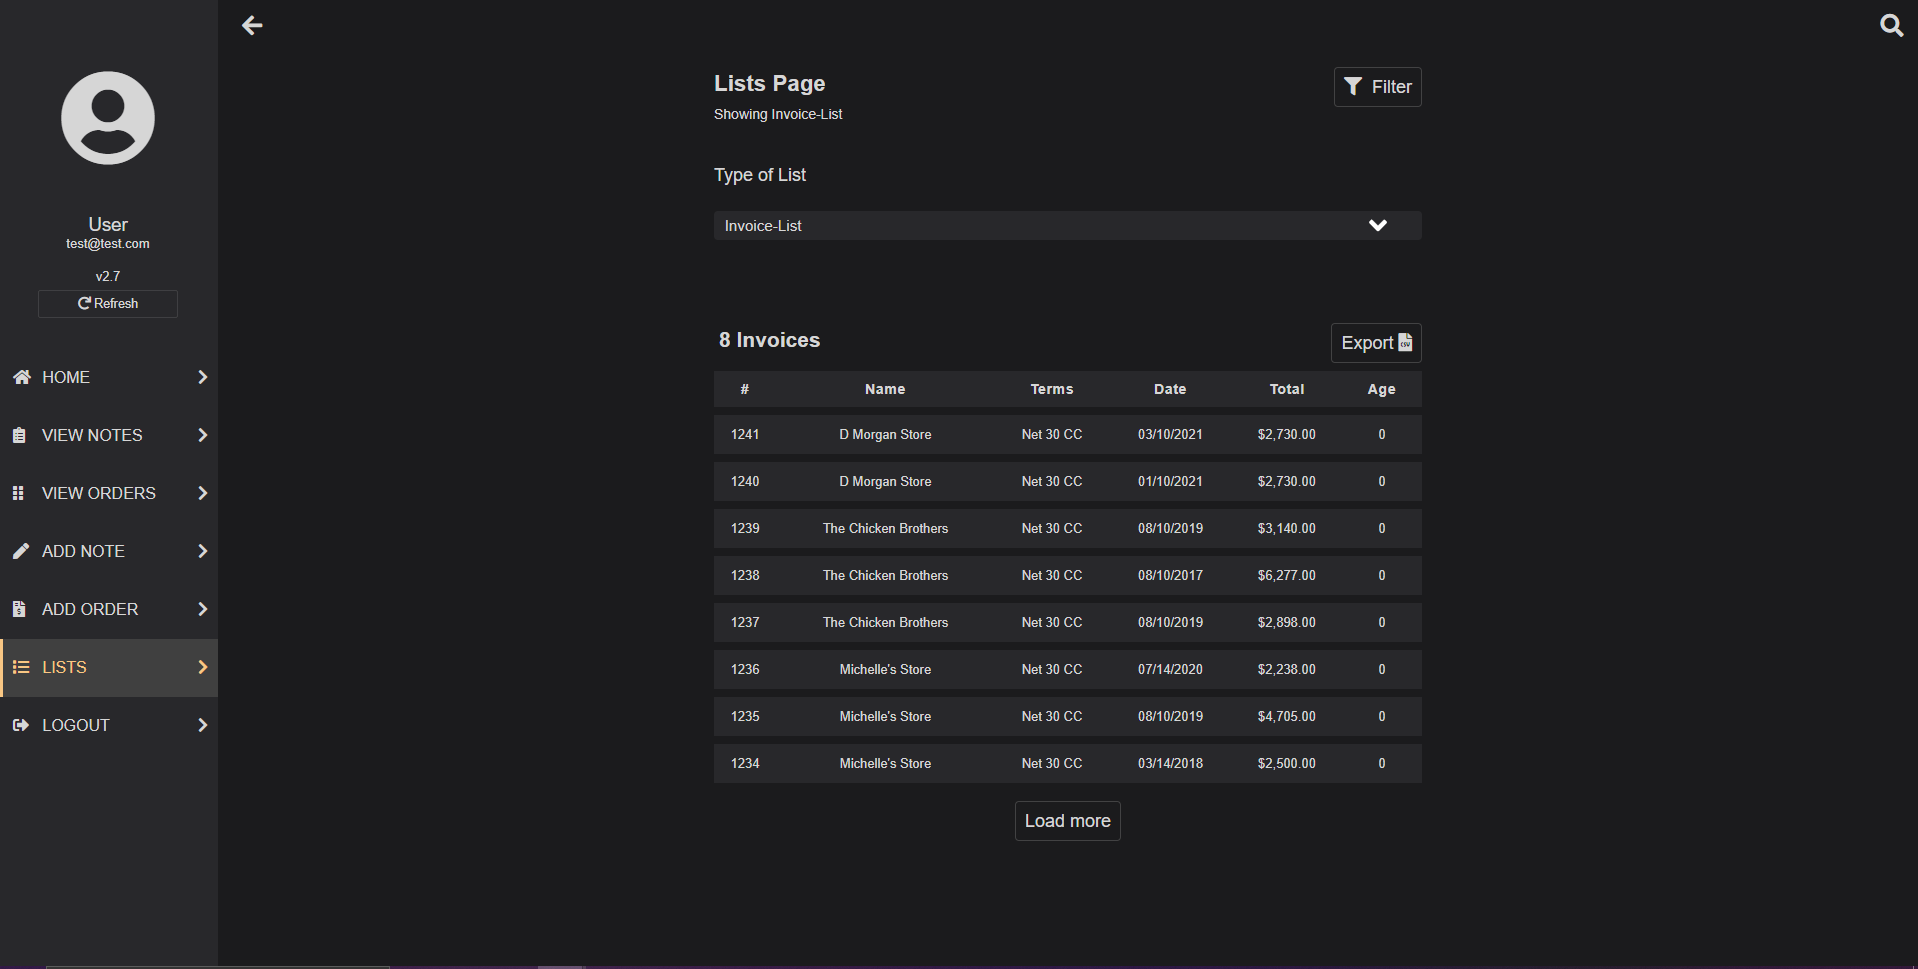 User
test@test.com
v2.7
Refresh
HOME
VIEW NOTES
VIEW ORDERS
ADD NOTE
ADD ORDER
LISTS
LOGOUT
Lists Page
Filter
Showing Invoice-List
Type of List
Invoice-List
8 Invoices
Export
# Name Terms Date Total Age
1241 D Morgan Store Net 30 CC 03/10/2021 $2,730.00 0
1240 D Morgan Store Net 30 CC 01/10/2021 $2,730.00 0
1239 The Chicken Brothers Net 30 CC 08/10/2019 $3,140.00 0
1238 The Chicken Brothers Net 30 CC 08/10/2017 $6,277.00 0
1237 The Chicken Brothers Net 30 CC 08/10/2019 $2,898.00 0
1236 Michelle's Store Net 30 CC 07/14/2020 $2,238.00 0
1235 Michelle's Store Net 30 CC 08/10/2019 $4,705.00 0
1234 Michelle's Store Net 30 CC 03/14/2018 $2,500.00 0
Load more